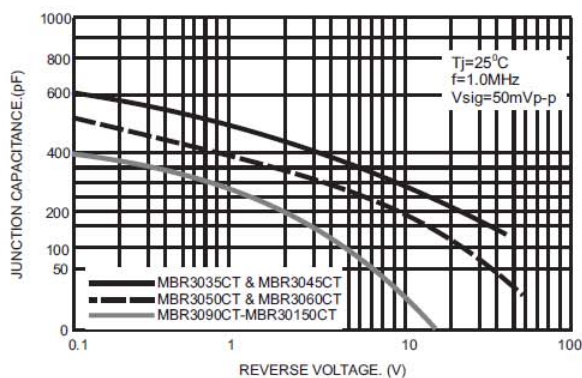 1000
800
600
400
200
100
50
0
JUNCTION CAPACITANCE.(pF)
Tj=25⁰C
f=1.0MHz
Vsig=50mVp-p
MBR3035CT & MBR3045CT
MBR3050CT & MBR3060CT
MBR3090CT-MBR30150CT
0.1
1
10
100
REVERSE VOLTAGE. (V)